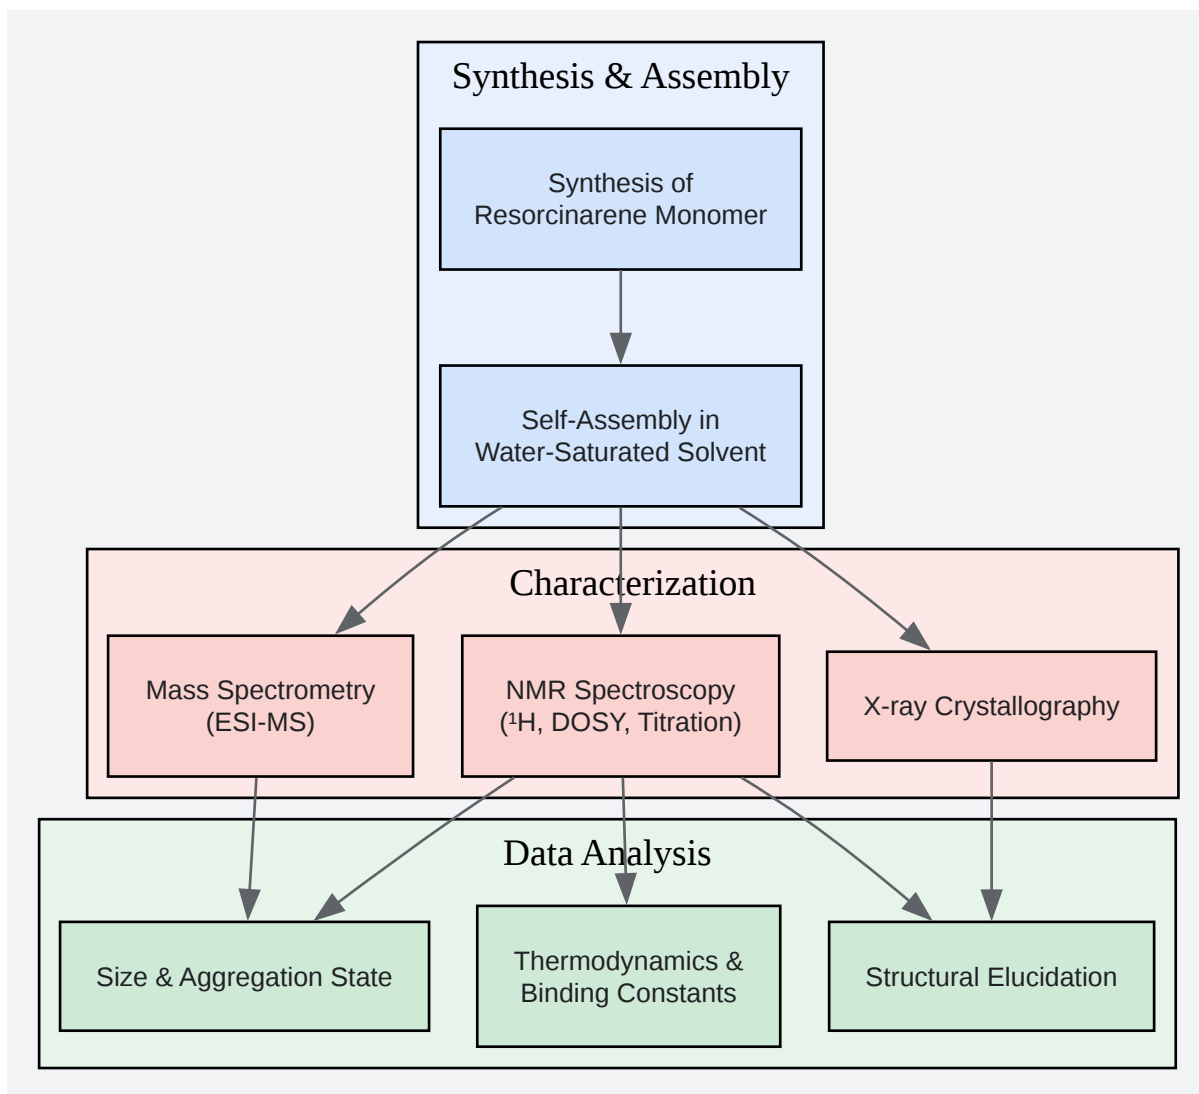 Synthesis & Assembly
Synthesis of
Resorcinarene Monomer
Self-Assembly in
Water-Saturated Solvent
Characterization
Mass Spectrometry
(ESI-MS)
NMR Spectroscopy
(¹H, DOSY, Titration)
X-ray Crystallography
Data Analysis
Size & Aggregation State
Thermodynamics &
Binding Constants
Structural Elucidation